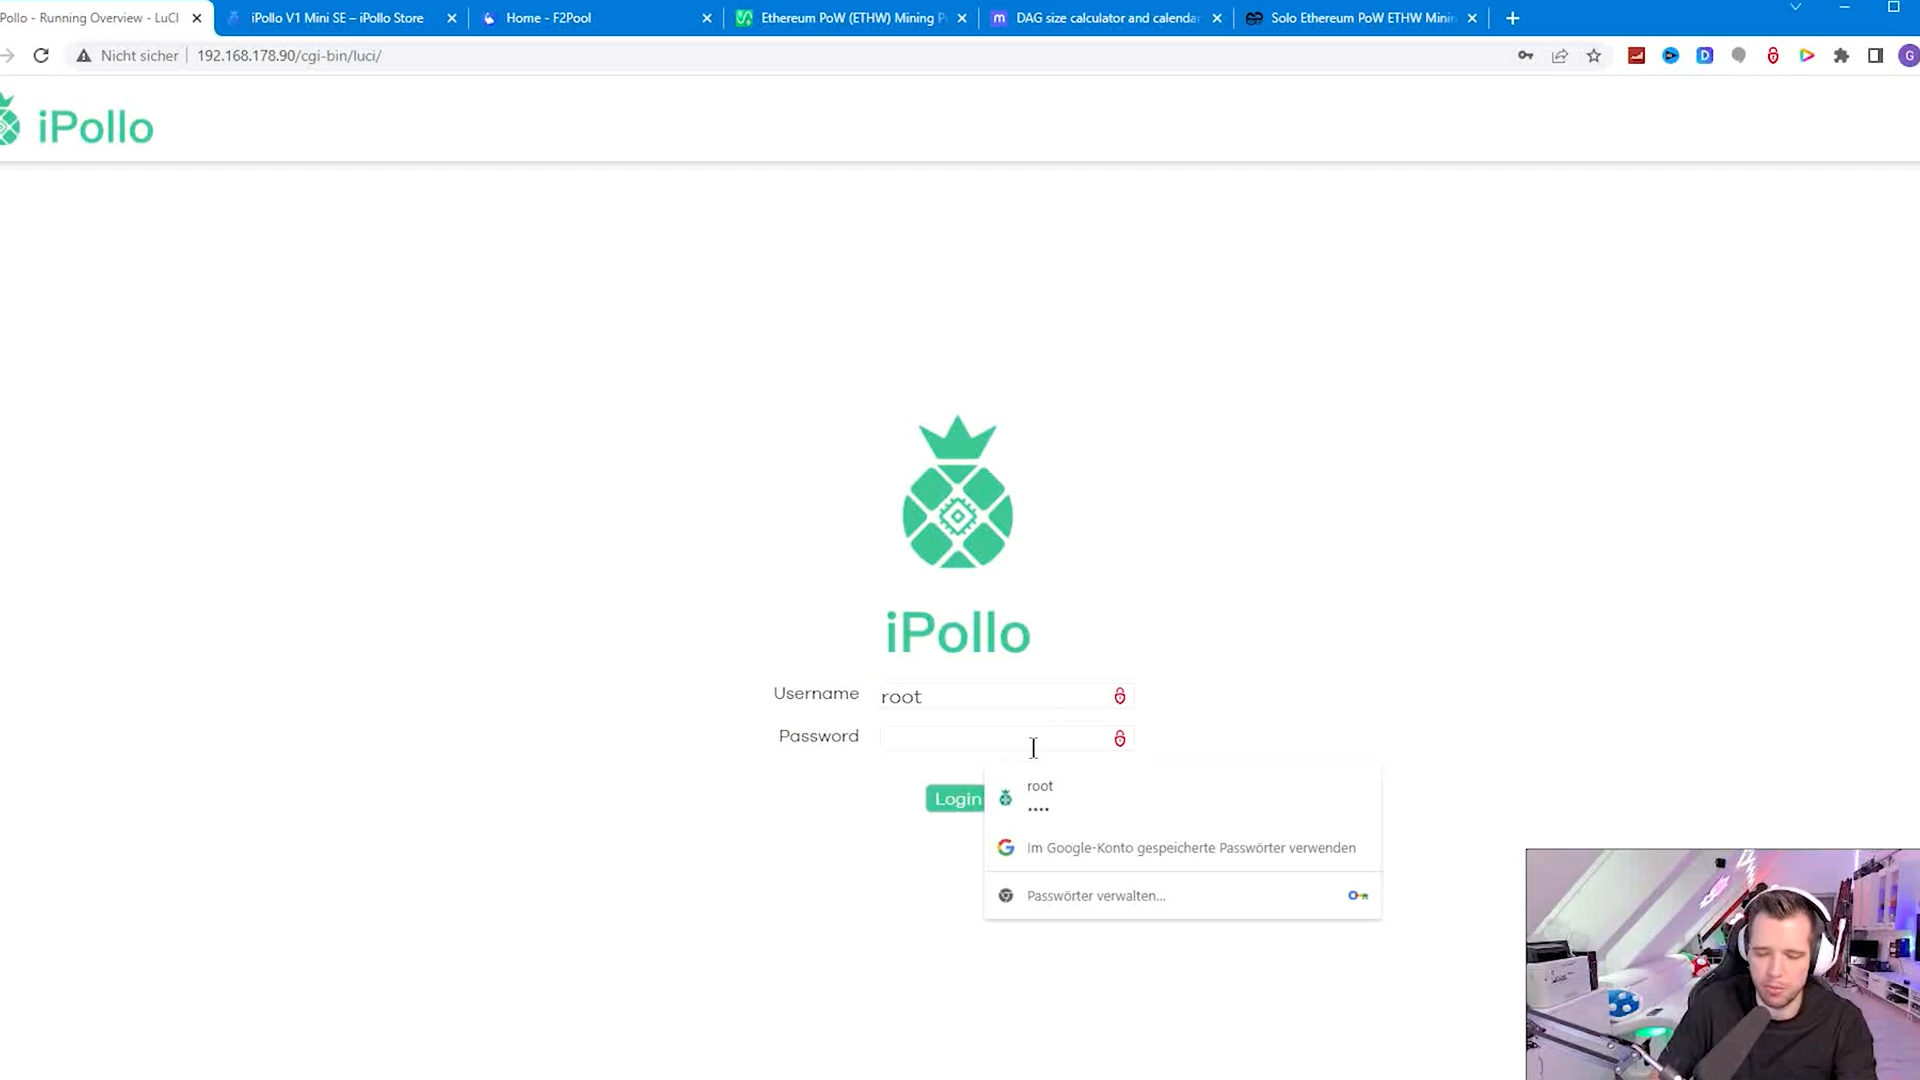 Pollo - Running Overview - LuCI
iPollo V1 Mini SE – iPollo Store
Home - F2Pool
Ethereum PoW (ETHW) Mining P
DAG size calculator and calenda
Solo Ethereum PoW ETHW Minin
Nicht sicher
192.168.178.90/cgi-bin/luci/
D
G
iPollo
iPollo
Username
root
Password
Login
root
Im Google-Konto gespeicherte Passwörter verwenden
Passwörter verwalten...